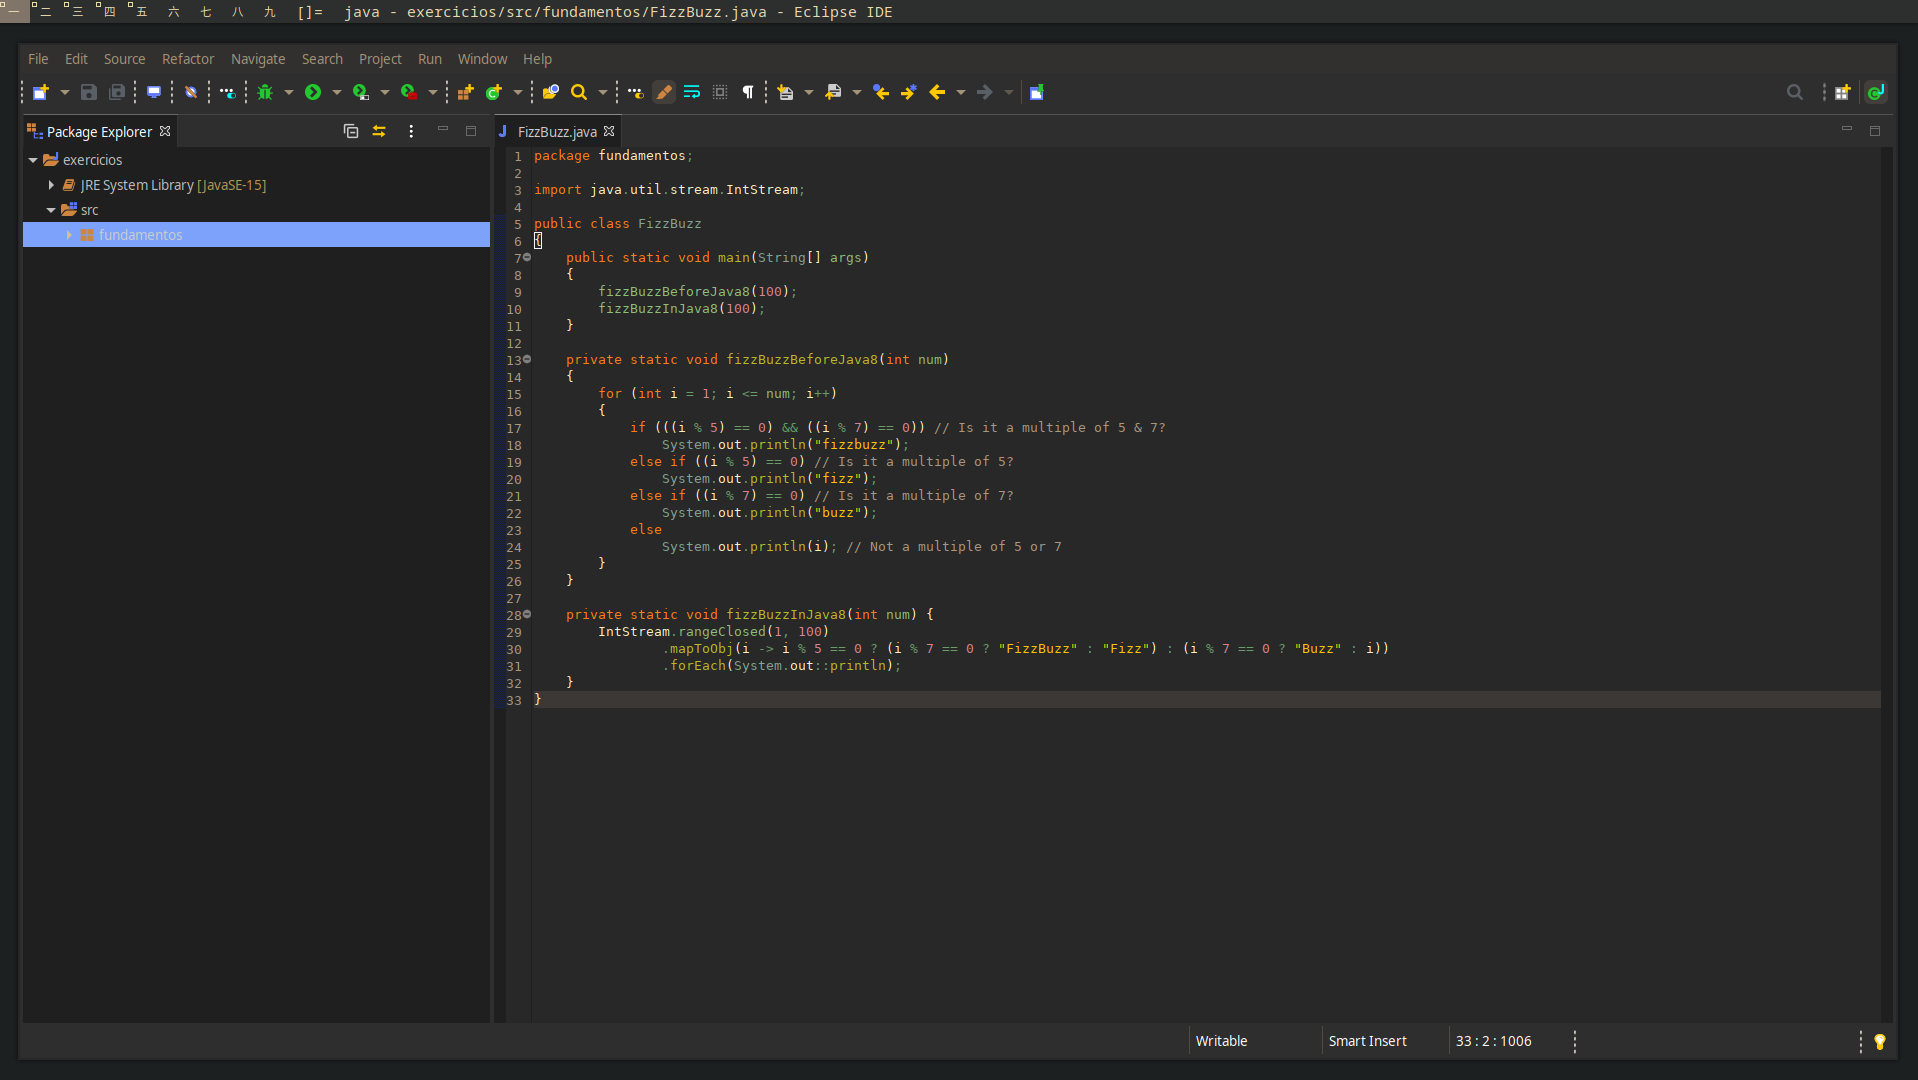 一 二 三 四 五 六 七 八 九 []= java - exercicios/src/fundamentos/FizzBuzz.java - Eclipse IDE
File Edit Source Refactor Navigate Search Project Run Window Help
Package Explorer
exercicios
JRE System Library [JavaSE-15]
src
fundamentos
FizzBuzz.java
1 package fundamentos;
2
3 import java.util.stream.IntStream;
4
5 public class FizzBuzz
6 {
7     public static void main(String[] args)
8     {
9         fizzBuzzBeforeJava8(100);
10         fizzBuzzInJava8(100);
11     }
12
13     private static void fizzBuzzBeforeJava8(int num)
14     {
15         for (int i = 1; i <= num; i++)
16         {
17             if (((i % 5) == 0) && ((i % 7) == 0)) // Is it a multiple of 5 & 7?
18                 System.out.println("fizzbuzz");
19             else if ((i % 5) == 0) // Is it a multiple of 5?
20                 System.out.println("fizz");
21             else if ((i % 7) == 0) // Is it a multiple of 7?
22                 System.out.println("buzz");
23             else
24                 System.out.println(i); // Not a multiple of 5 or 7
25         }
26     }
27
28     private static void fizzBuzzInJava8(int num) {
29         IntStream.rangeClosed(1, 100)
30                 .mapToObj(i -> i % 5 == 0 ? (i % 7 == 0 ? "FizzBuzz" : "Fizz") : (i % 7 == 0 ? "Buzz" : i))
31                 .forEach(System.out::println);
32     }
33 }
Writable Smart Insert 33 : 2 : 1006